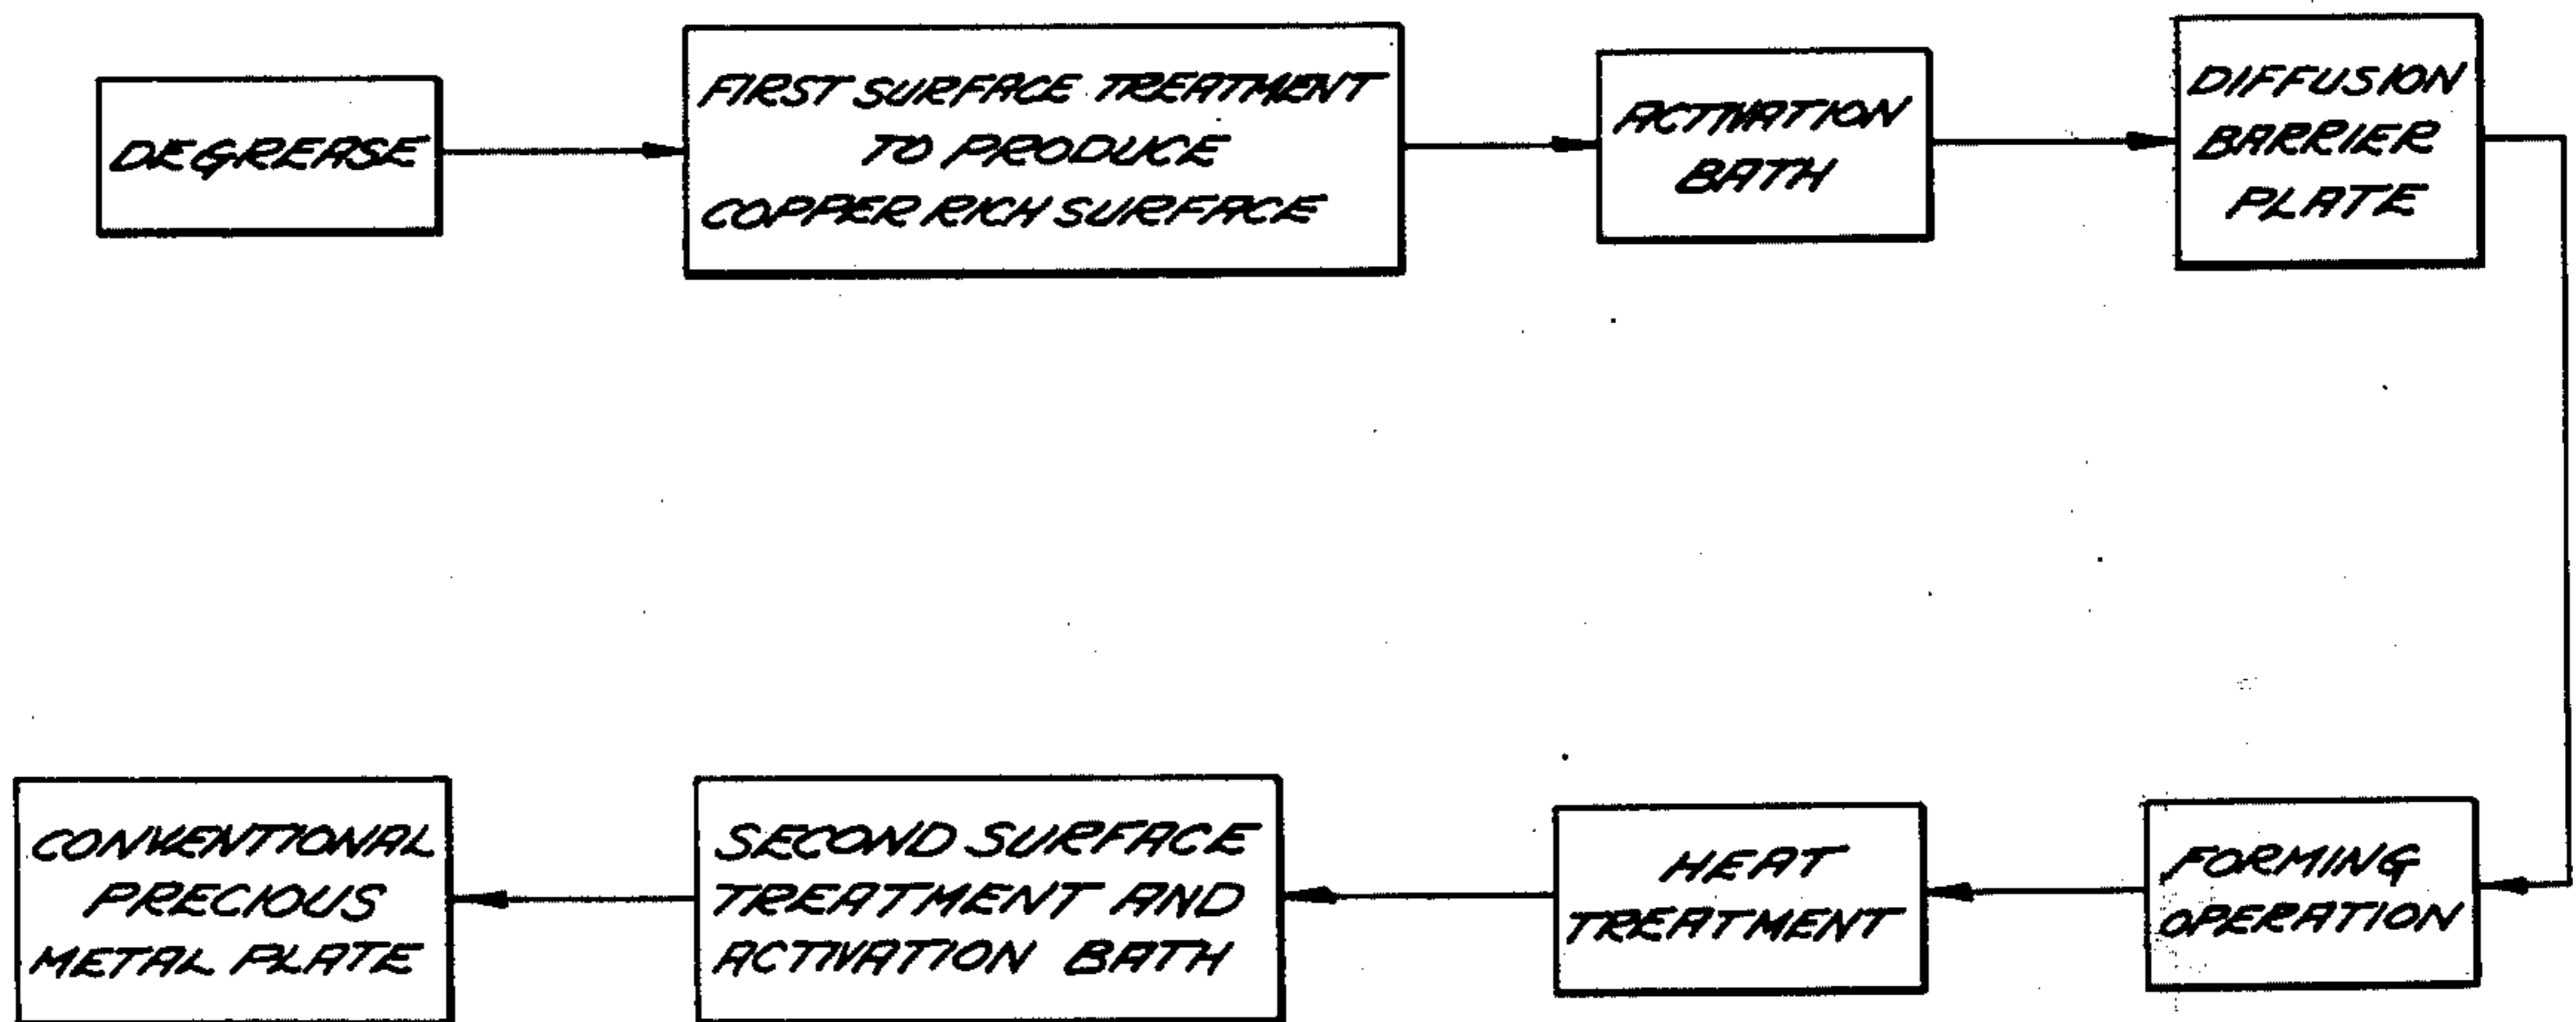 DEGREASE
FIRST SURFACE TREATMENT
TO PRODUCE
COPPER RICH SURFACE
ACTIVATION
BATH
DIFFUSION
BARRIER
PLATE
FORMING
OPERATION
HEAT
TREATMENT
SECOND SURFACE
TREATMENT AND
ACTIVATION BATH
CONVENTIONAL
PRECIOUS
METAL PLATE